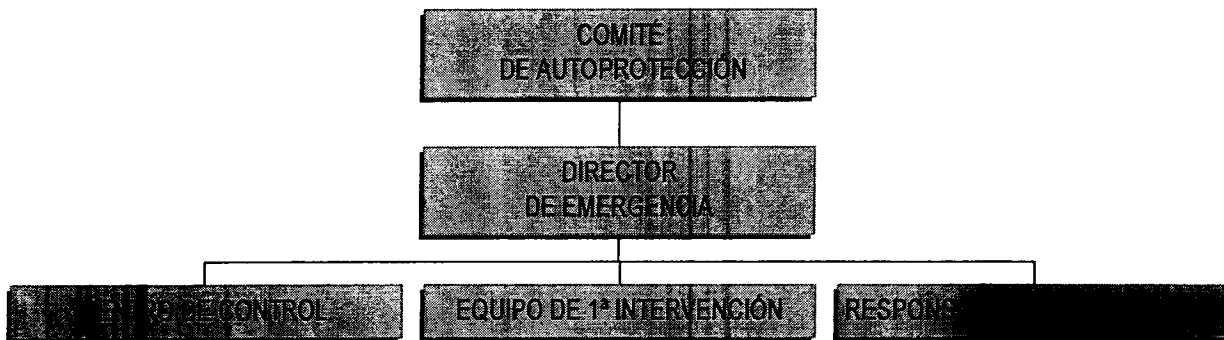 COMITÉ
DE AUTOPROTECCIÓN
DIRECTOR
DE EMERGENCIA
DE CONTROL
EQUIPO DE 1ª INTERVENCIÓN